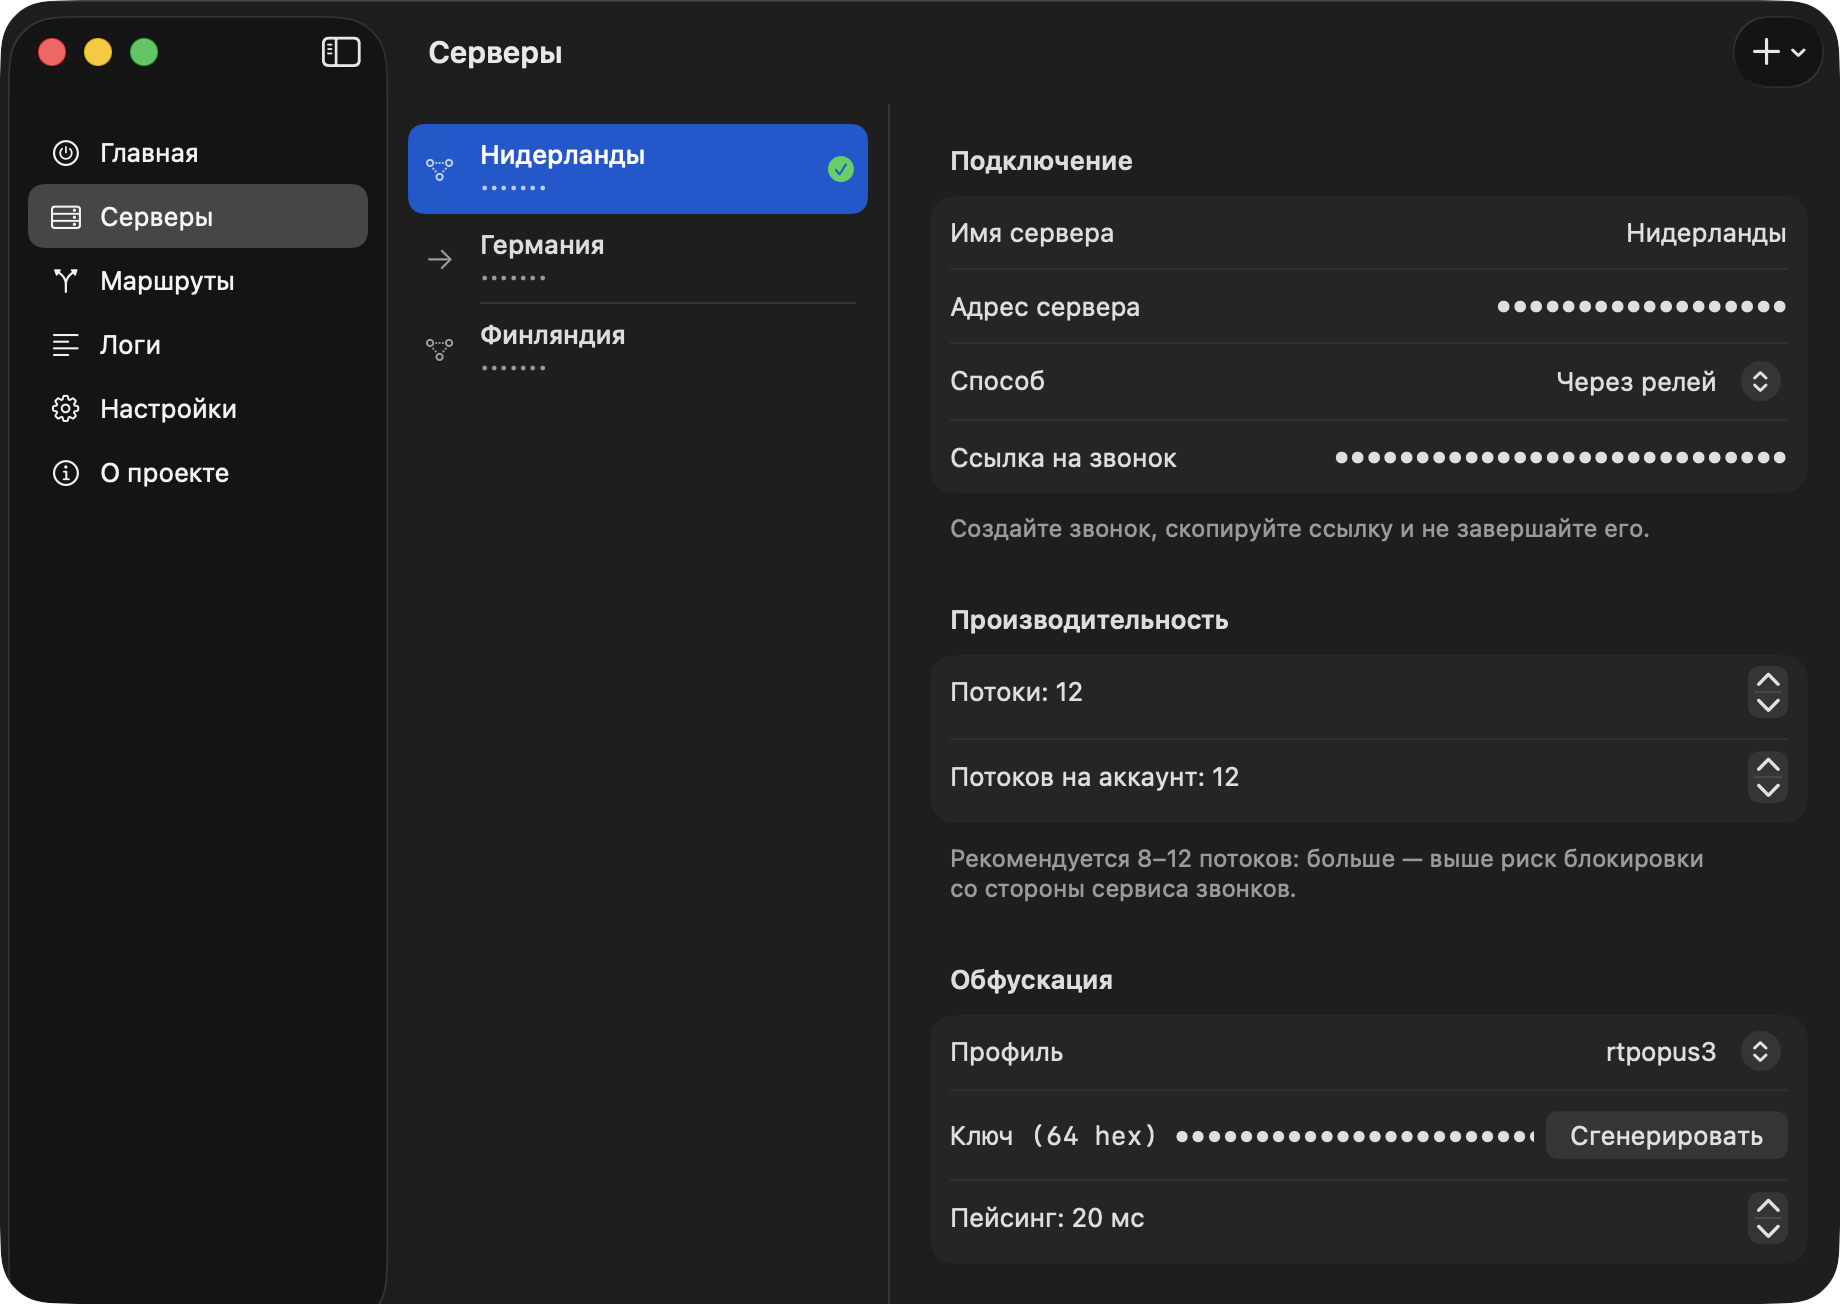 Серверы
Главная
Серверы
Маршруты
Логи
Настройки
О проекте
Нидерланды
•••••••
Германия
•••••••
Финляндия
•••••••
Подключение
Имя сервера Нидерланды
Адрес сервера ••••••••••••••••••
Способ Через релей
Ссылка на звонок ••••••••••••••••••••••••••••
Создайте звонок, скопируйте ссылку и не завершайте его.
Производительность
Потоки: 12
Потоков на аккаунт: 12
Рекомендуется 8–12 потоков: больше — выше риск блокировки
со стороны сервиса звонков.
Обфускация
Профиль rtpopus3
Ключ (64 hex) ••••••••••••••••••••••• Сгенерировать
Пейсинг: 20 мс